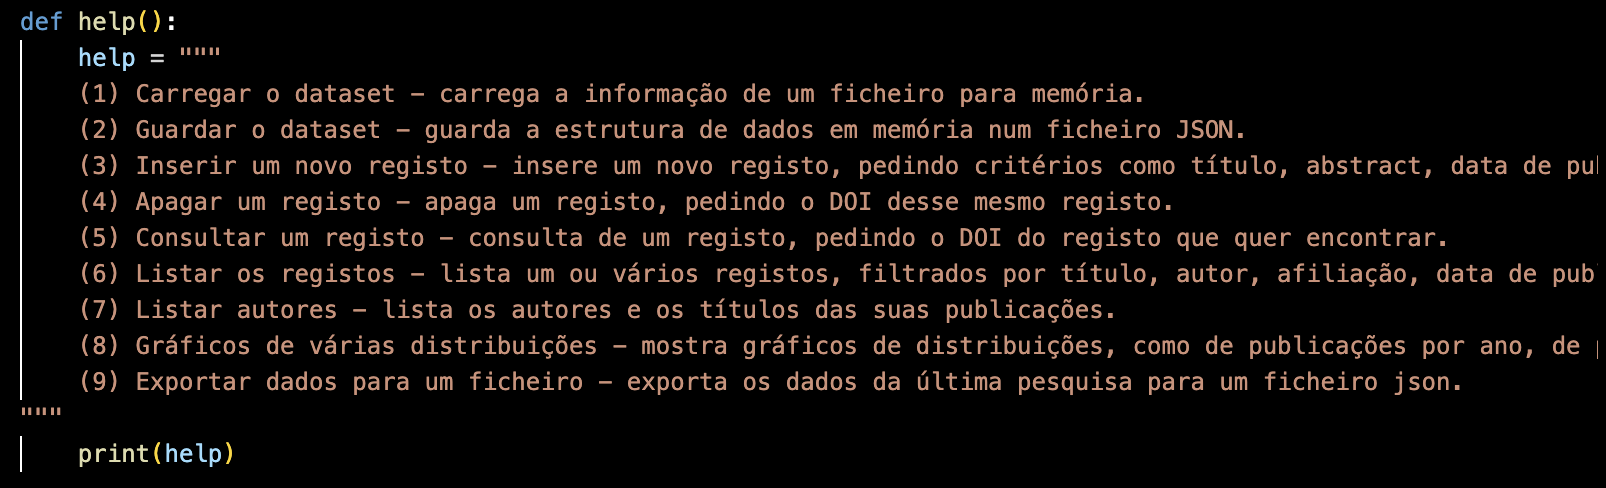 def help():
    help = """
    (1) Carregar o dataset – carrega a informação de um ficheiro para memória.
    (2) Guardar o dataset – guarda a estrutura de dados em memória num ficheiro JSON.
    (3) Inserir um novo registo – insere um novo registo, pedindo critérios como título, abstract, data de
    (4) Apagar um registo – apaga um registo, pedindo o DOI desse mesmo registo.
    (5) Consultar um registo – consulta de um registo, pedindo o DOI do registo que quer encontrar.
    (6) Listar os registos – lista um ou vários registos, filtrados por título, autor, afiliação, data de
    (7) Listar autores – lista os autores e os títulos das suas publicações.
    (8) Gráficos de várias distribuições – mostra gráficos de distribuições, como de publicações por ano, de
    (9) Exportar dados para um ficheiro – exporta os dados da última pesquisa para um ficheiro json.
"""
    print(help)